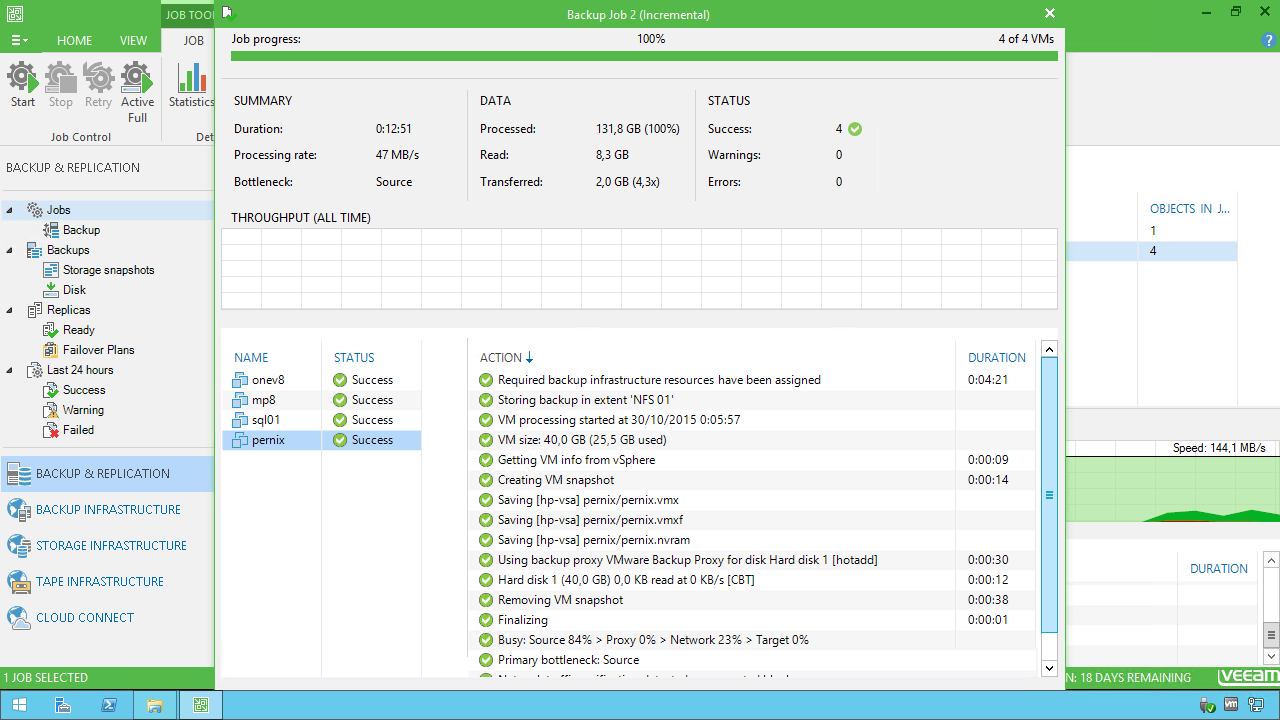 JOB TOO
Backup Job 2 (Incremental)
HOME VIEW JOB
Job progress: 100% 4 of 4 VMs
Start Stop Retry Active Full Statistics
Job Control Det
SUMMARY
Duration: 0:12:51
Processing rate: 47 MB/s
Bottleneck: Source
DATA
Processed: 131,8 GB (100%)
Read: 8,3 GB
Transferred: 2,0 GB (4,3x)
STATUS
Success: 4
Warnings: 0
Errors: 0
THROUGHPUT (ALL TIME)
BACKUP & REPLICATION
Jobs
Backup
Backups
Storage snapshots
Disk
Replicas
Ready
Failover Plans
Last 24 hours
Success
Warning
Failed
BACKUP & REPLICATION
BACKUP INFRASTRUCTURE
STORAGE INFRASTRUCTURE
TAPE INFRASTRUCTURE
CLOUD CONNECT
NAME STATUS
onev8 Success
mp8 Success
sql01 Success
pernix Success
ACTION DURATION
Required backup infrastructure resources have been assigned 0:04:21
Storing backup in extent 'NFS 01'
VM processing started at 30/10/2015 0:05:57
VM size: 40,0 GB (25,5 GB used)
Getting VM info from vSphere 0:00:09
Creating VM snapshot 0:00:14
Saving [hp-vsa] pernix/pernix.vmx
Saving [hp-vsa] pernix/pernix.vmxf
Saving [hp-vsa] pernix/pernix.nvram
Using backup proxy VMware Backup Proxy for disk Hard disk 1 [hotadd] 0:00:30
Hard disk 1 (40,0 GB) 0,0 KB read at 0 KB/s [CBT] 0:00:12
Removing VM snapshot 0:00:38
Finalizing 0:00:01
Busy: Source 84% > Proxy 0% > Network 23% > Target 0%
Primary bottleneck: Source
OBJECTS IN J...
1
4
Speed: 144,1 MB/s
DURATION
1 JOB SELECTED
N: 18 DAYS REMAINING
veeam
vm